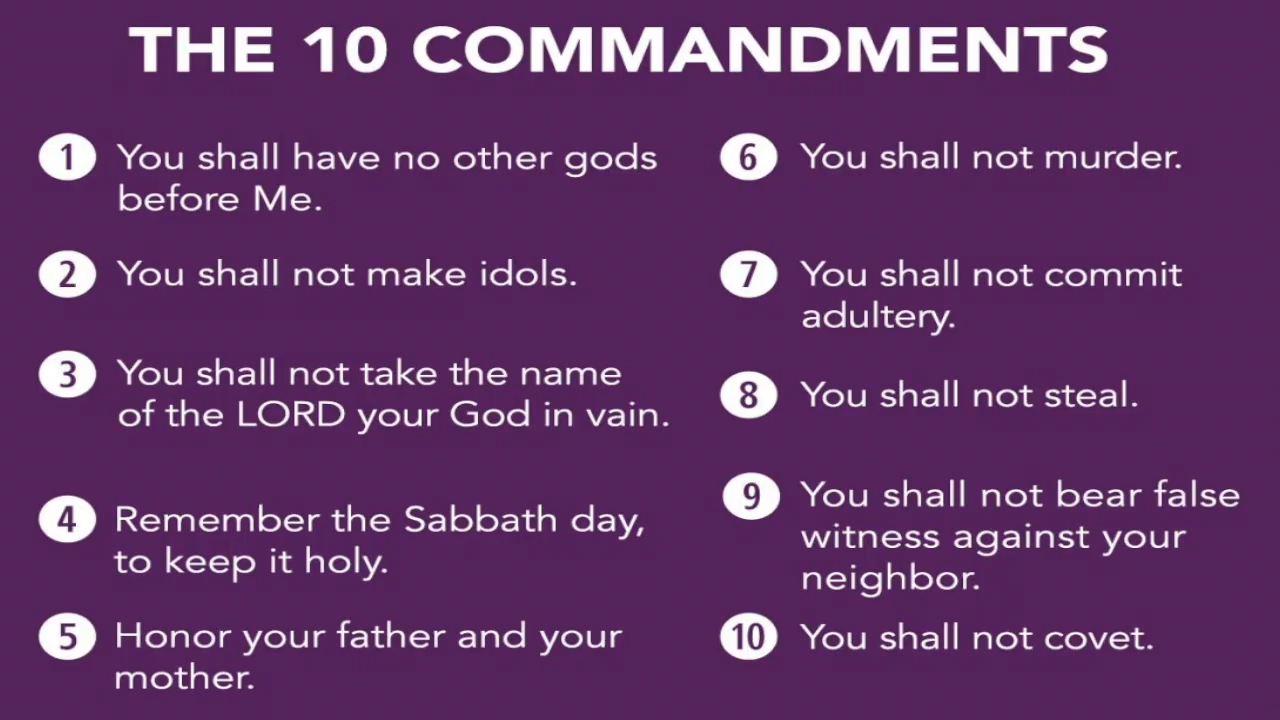 THE 10 COMMANDMENTS
1 You shall have no other gods
before Me.
2 You shall not make idols.
3 You shall not take the name
of the LORD your God in vain.
4 Remember the Sabbath day,
to keep it holy.
5 Honor your father and your
mother.
6 You shall not murder.
7 You shall not commit
adultery.
8 You shall not steal.
9 You shall not bear false
witness against your
neighbor.
10 You shall not covet.